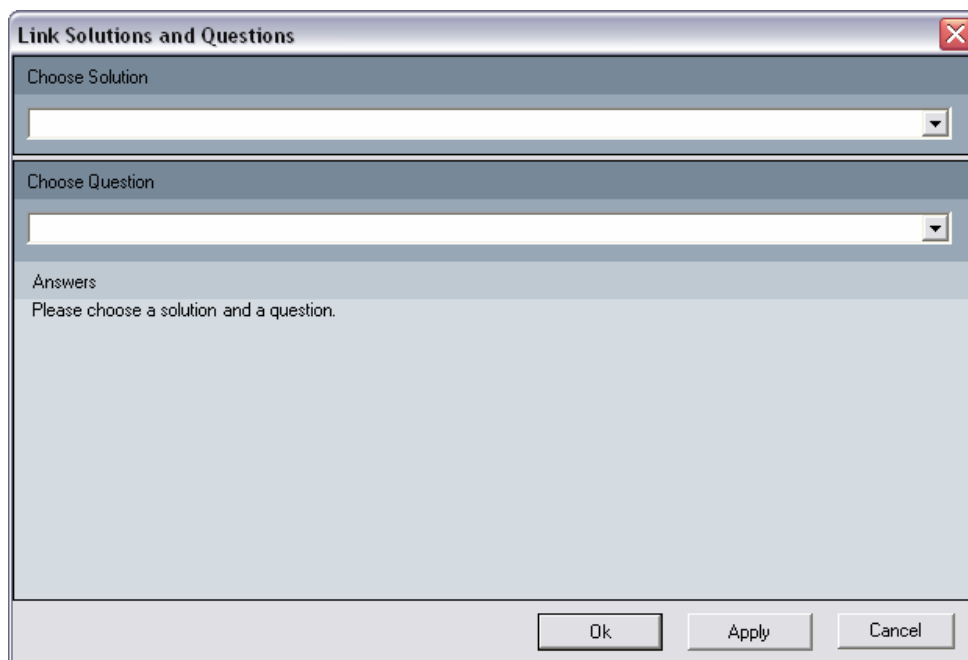 Link Solutions and Questions
Choose Solution
Choose Question
Answers
Please choose a solution and a question.
Ok
Apply
Cancel